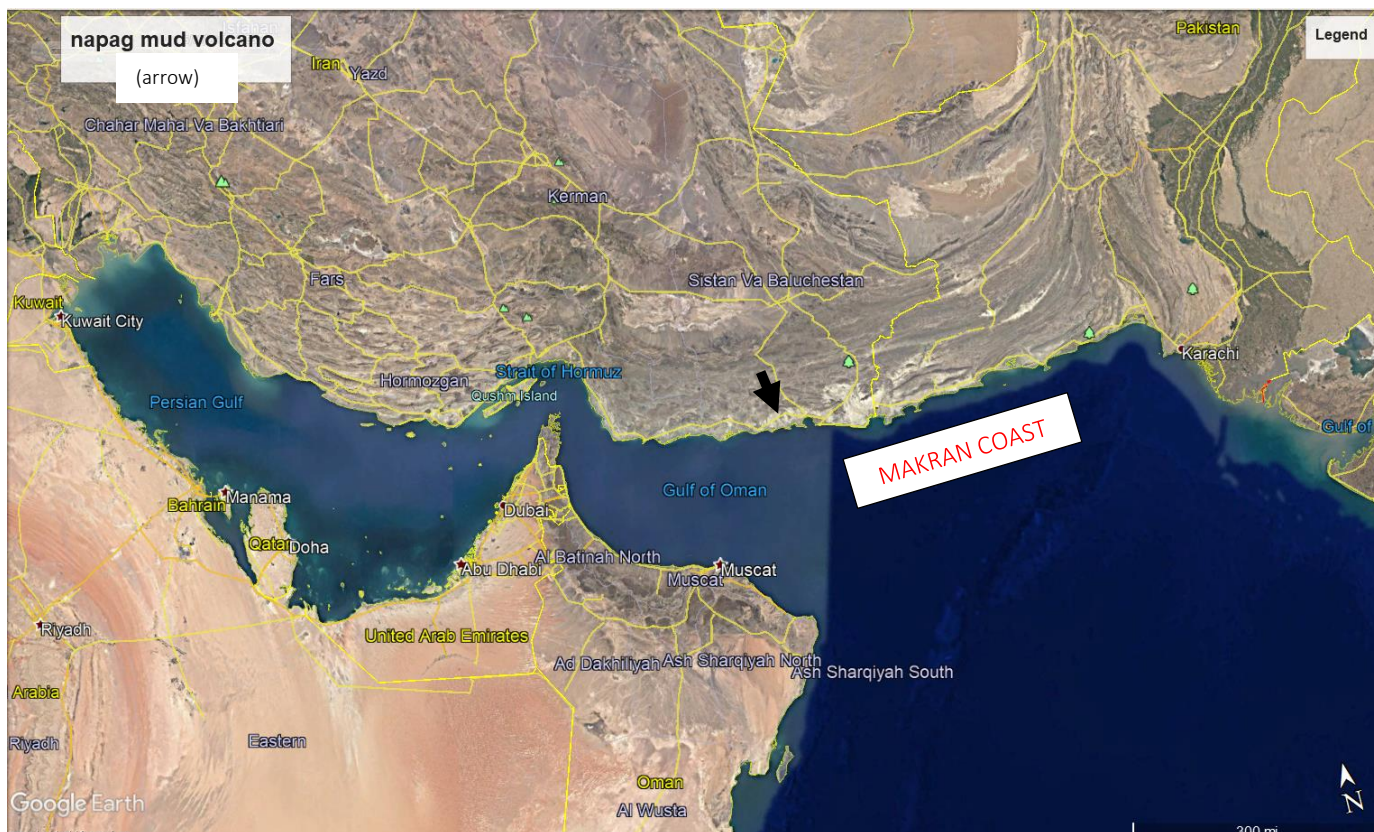 napag mud volcano
(arrow)
Legend
Pakistan
Iran
Yazd
Chahar Mahal Va Bakhtiari
Kerman
Fars
Sistan Va Baluchestan
Kuwait
Kuwait City
Karachi
Strait of Hormuz
Hormozgan
Qushm Island
Persian Gulf
Gulf of
MAKRAN COAST
Gulf of Oman
Manama
Bahrain
Dubai
Qatar
Doha
Al Batinah North
Abu Dhabi
Muscat
Muscat
Riyadh
United Arab Emirates
Ad Dakhiliyah
Ash Sharqiyah North
Ash Sharqiyah South
Arabia
Riyadh
Eastern
Oman
Al Wusta
Google Earth
N
200 mi